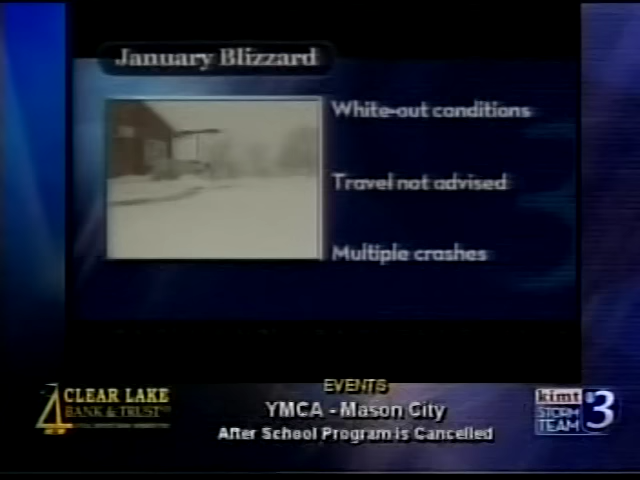 January Blizzard
White-out conditions
Travel not advised
Multiple crashes
EVENTS
CLEAR LAKE
BANK & TRUST
YMCA - Mason City
After School Program is Cancelled
kimt 3
STORM
TEAM